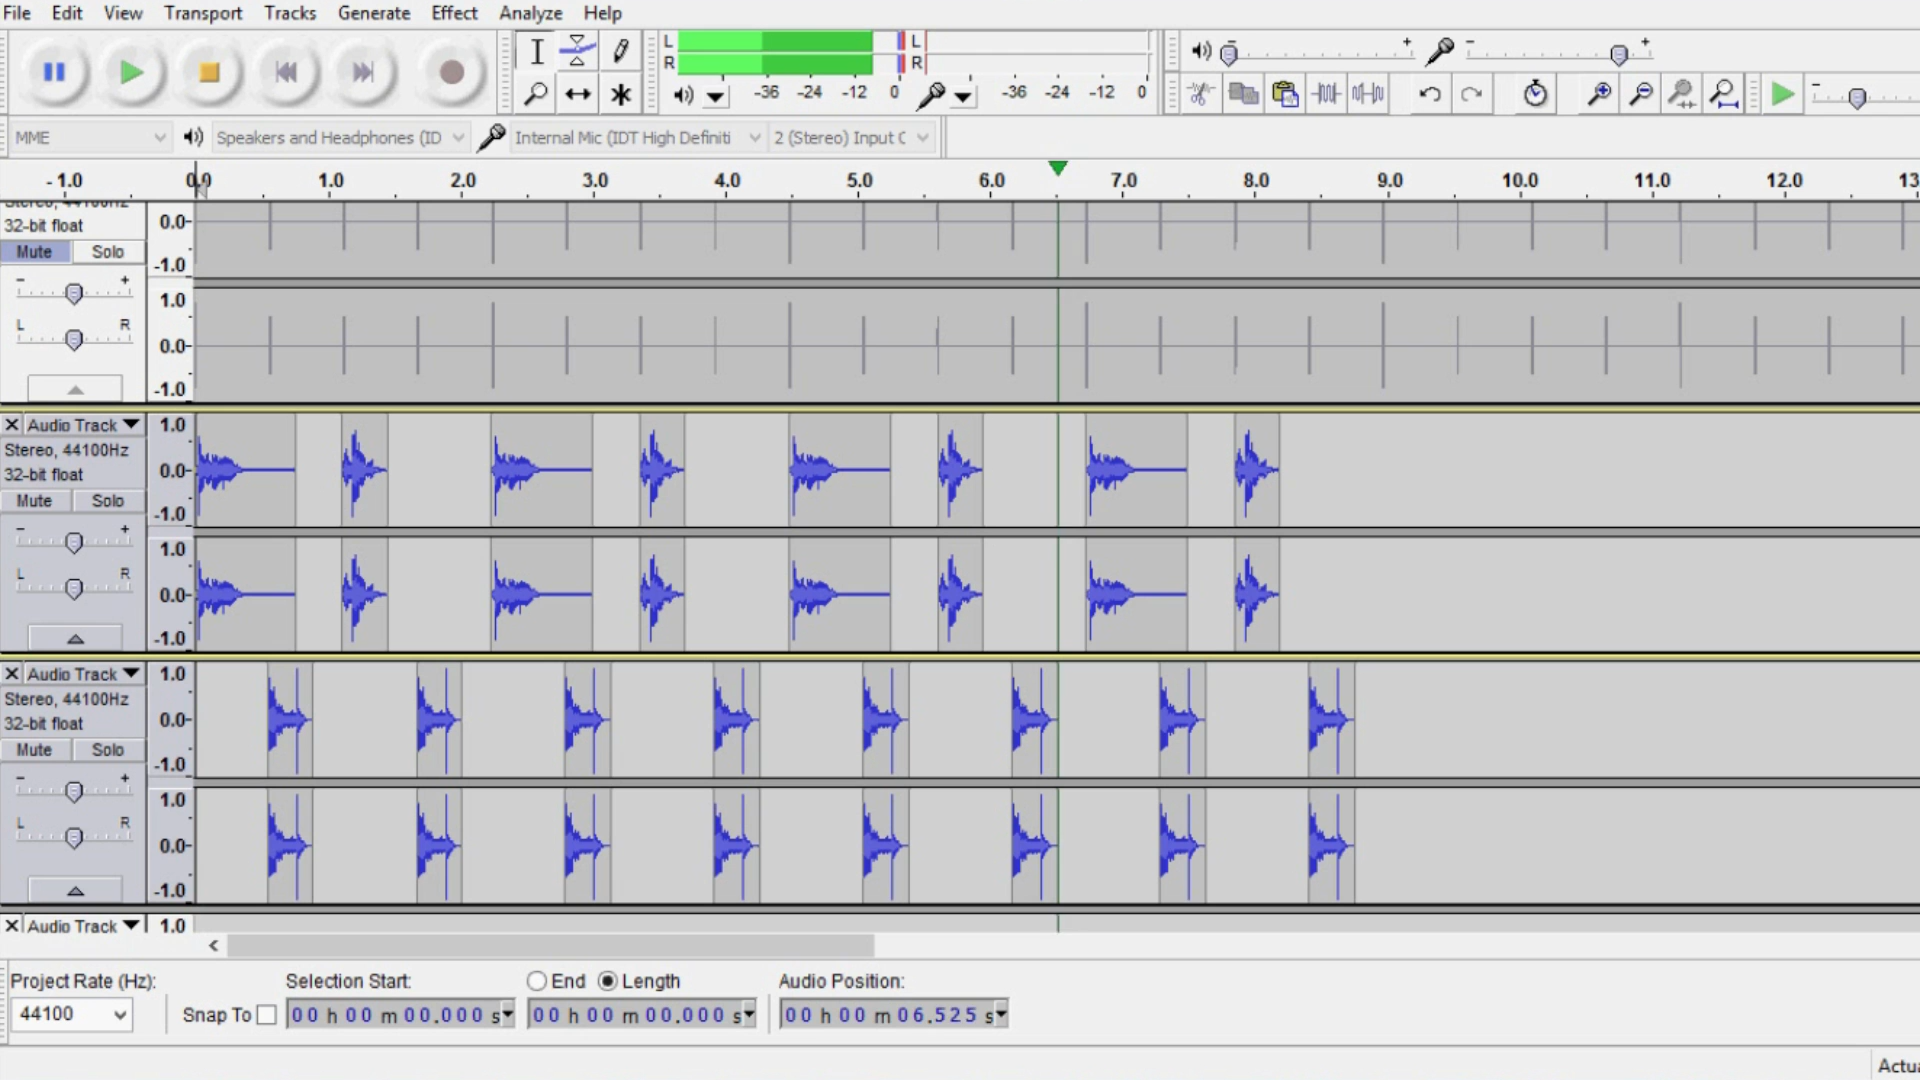 File Edit View Transport Tracks Generate Effect Analyze Help
L L
R R
-36 -24 -12 0 -36 -24 -12 0
MME Speakers and Headphones (ID Internal Mic (IDT High Definiti 2 (Stereo) Input C
-1.0 0.0 1.0 2.0 3.0 4.0 5.0 6.0 7.0 8.0 9.0 10.0 11.0 12.0 13
Stereo, 44100Hz
32-bit float
Mute Solo
- +
L R
0.0-
-1.0
1.0
0.0-
-1.0
X Audio Track
Stereo, 44100Hz
32-bit float
Mute Solo
- +
L R
1.0
0.0-
-1.0
1.0
0.0-
-1.0
X Audio Track
Stereo, 44100Hz
32-bit float
Mute Solo
- +
L R
1.0
0.0-
-1.0
1.0
0.0-
-1.0
X Audio Track 1.0
Project Rate (Hz): Selection Start: End Length Audio Position:
44100 Snap To 00 h 00 m 00.000 s 00 h 00 m 00.000 s 00 h 00 m 06.525 s
Actua